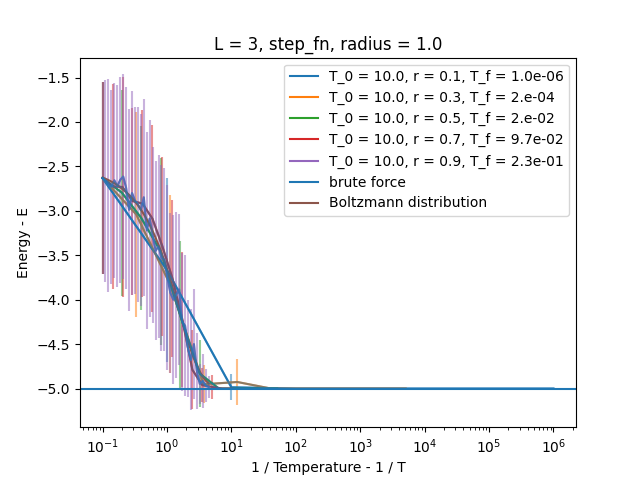 L = 3, step_fn, radius = 1.0
T_0 = 10.0, r = 0.1, T_f = 1.0e-06
T_0 = 10.0, r = 0.3, T_f = 2.e-04
T_0 = 10.0, r = 0.5, T_f = 2.e-02
T_0 = 10.0, r = 0.7, T_f = 9.7e-02
T_0 = 10.0, r = 0.9, T_f = 2.3e-01
brute force
Boltzmann distribution
Energy - E
−1.5
−2.0
−2.5
−3.0
−3.5
−4.0
−4.5
−5.0
10⁻¹ 10⁰ 10¹ 10² 10³ 10⁴ 10⁵ 10⁶
1 / Temperature - 1 / T